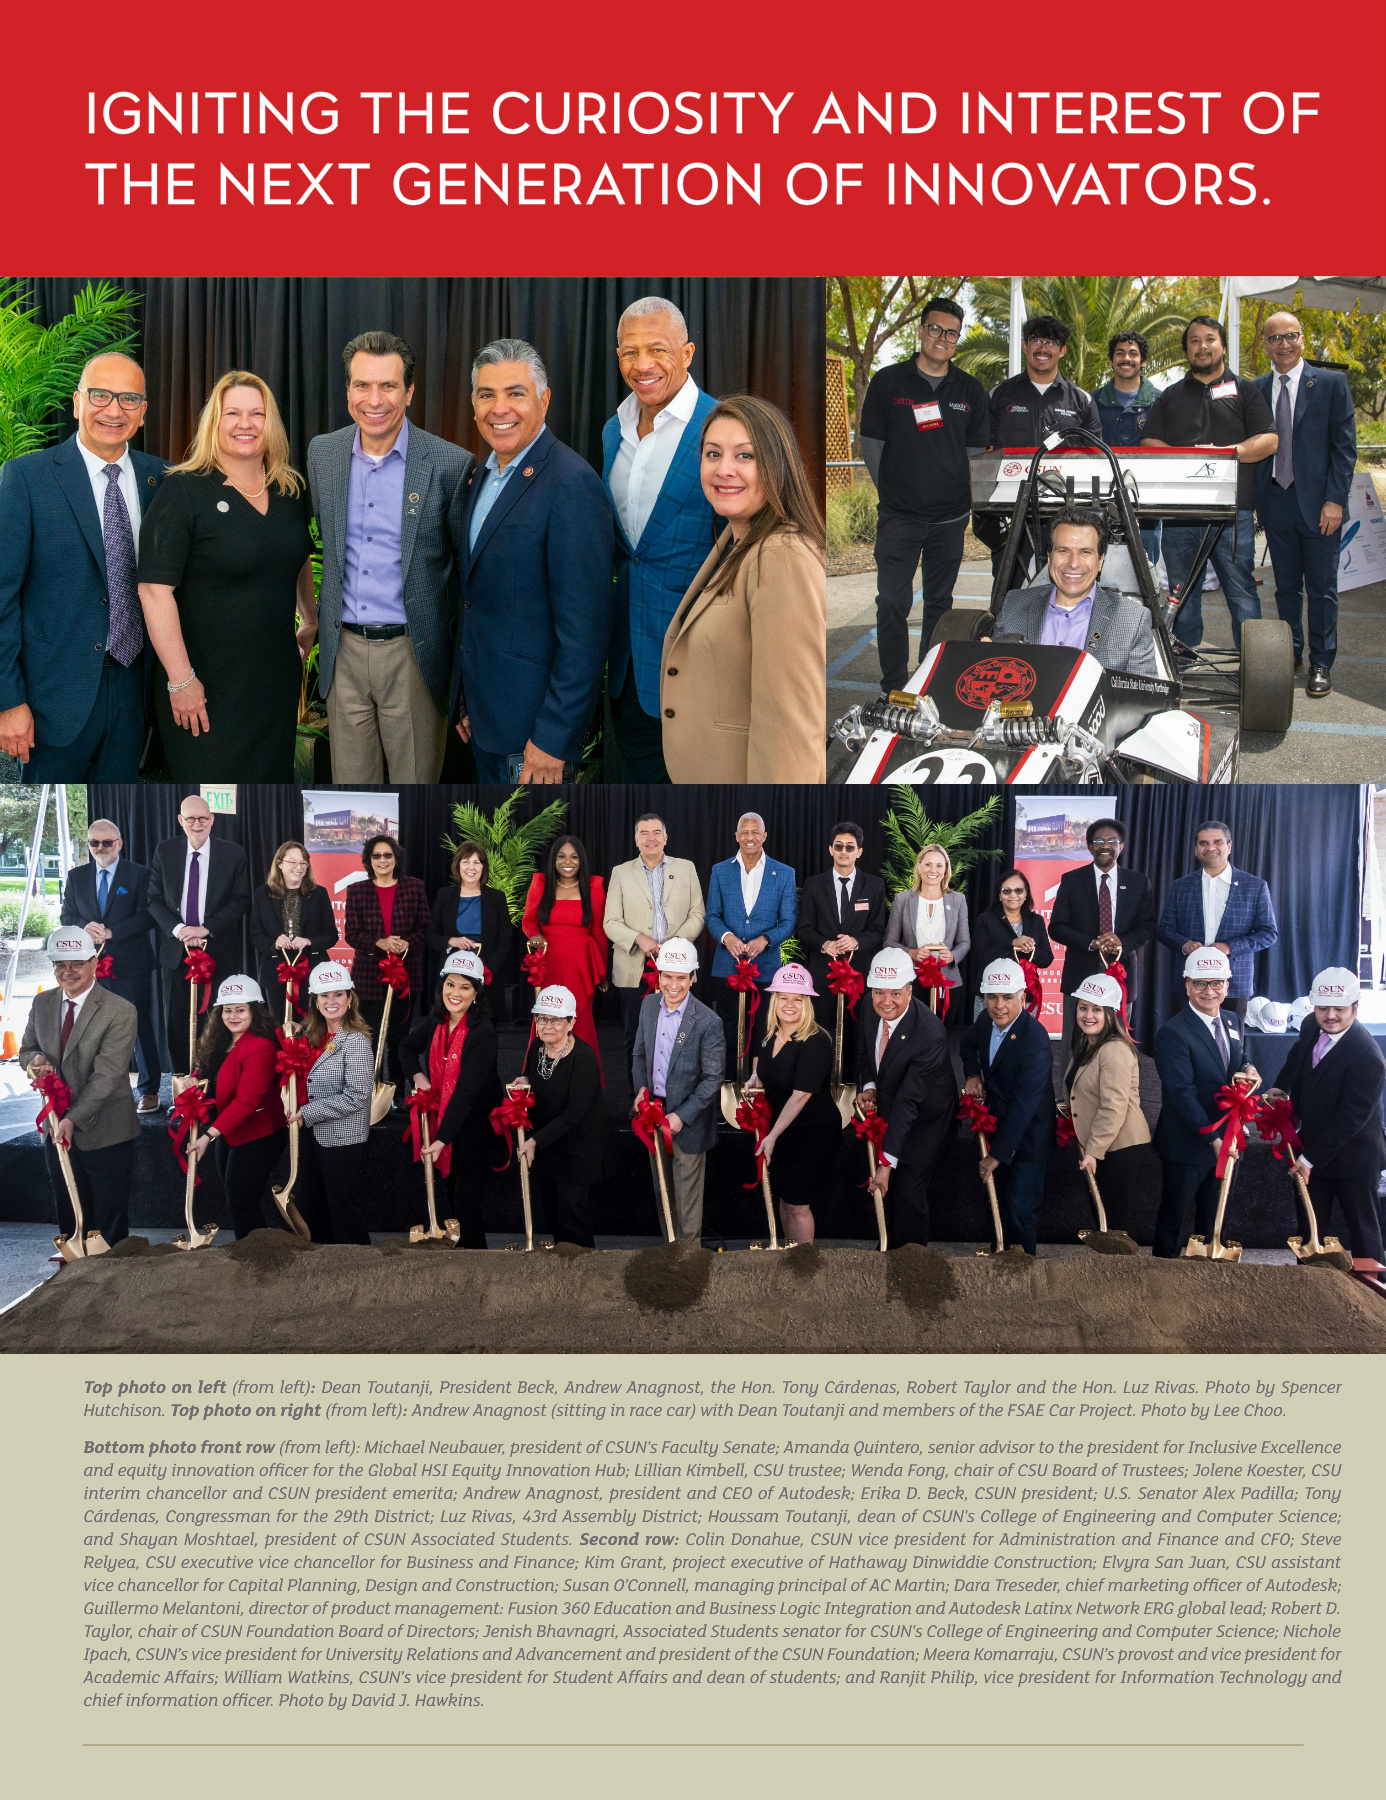 IGNITING THE CURIOSITY AND INTEREST OF
THE NEXT GENERATION OF INNOVATORS.
CSUN
AS
California State University Northridge
EXIT
CSUN
CSUN
CSUN
CSUN
CSUN
CSUN
CSUN
CSUN
CSUN
CSUN
CSUN
CSUN
Top photo on left (from left): Dean Toutanji, President Beck, Andrew Anagnost, the Hon. Tony Cárdenas, Robert Taylor and the Hon. Luz Rivas. Photo by Spencer
Hutchison. Top photo on right (from left): Andrew Anagnost (sitting in race car) with Dean Toutanji and members of the FSAE Car Project. Photo by Lee Choo.
Bottom photo front row (from left): Michael Neubauer, president of CSUN's Faculty Senate; Amanda Quintero, senior advisor to the president for Inclusive Excellence
and equity innovation officer for the Global HSI Equity Innovation Hub; Lillian Kimbell, CSU trustee; Wenda Fong, chair of CSU Board of Trustees; Jolene Koester, CSU
interim chancellor and CSUN president emerita; Andrew Anagnost, president and CEO of Autodesk; Erika D. Beck, CSUN president; U.S. Senator Alex Padilla; Tony
Cárdenas, Congressman for the 29th District; Luz Rivas, 43rd Assembly District; Houssam Toutanji, dean of CSUN's College of Engineering and Computer Science;
and Shayan Moshtael, president of CSUN Associated Students. Second row: Colin Donahue, CSUN vice president for Administration and Finance and CFO; Steve
Relyea, CSU executive vice chancellor for Business and Finance; Kim Grant, project executive of Hathaway Dinwiddie Construction; Elvyra San Juan, CSU assistant
vice chancellor for Capital Planning, Design and Construction; Susan O'Connell, managing principal of AC Martin; Dara Treseder, chief marketing officer of Autodesk;
Guillermo Melantoni, director of product management: Fusion 360 Education and Business Logic Integration and Autodesk Latinx Network ERG global lead; Robert D.
Taylor, chair of CSUN Foundation Board of Directors; Jenish Bhavnagri, Associated Students senator for CSUN's College of Engineering and Computer Science; Nichole
Ipach, CSUN's vice president for University Relations and Advancement and president of the CSUN Foundation; Meera Komarraju, CSUN's provost and vice president for
Academic Affairs; William Watkins, CSUN's vice president for Student Affairs and dean of students; and Ranjit Philip, vice president for Information Technology and
chief information officer. Photo by David J. Hawkins.